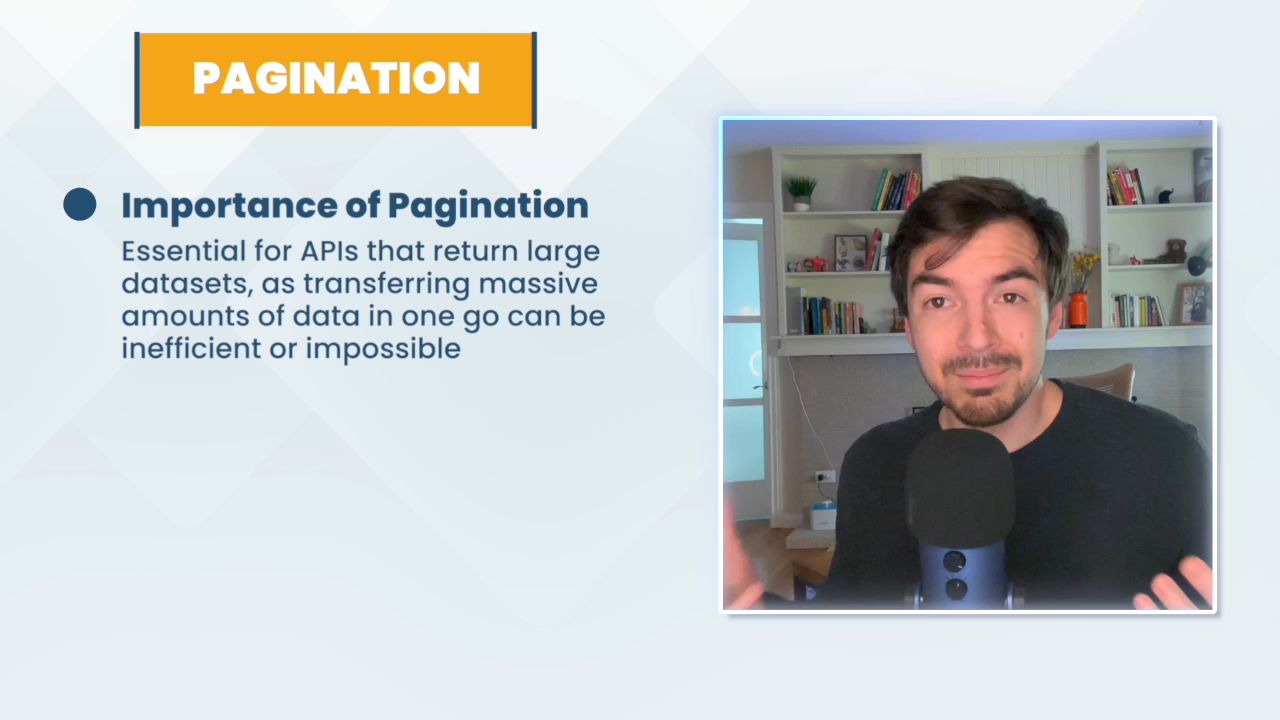 PAGINATION
Importance of Pagination
Essential for APIs that return large
datasets, as transferring massive
amounts of data in one go can be
inefficient or impossible